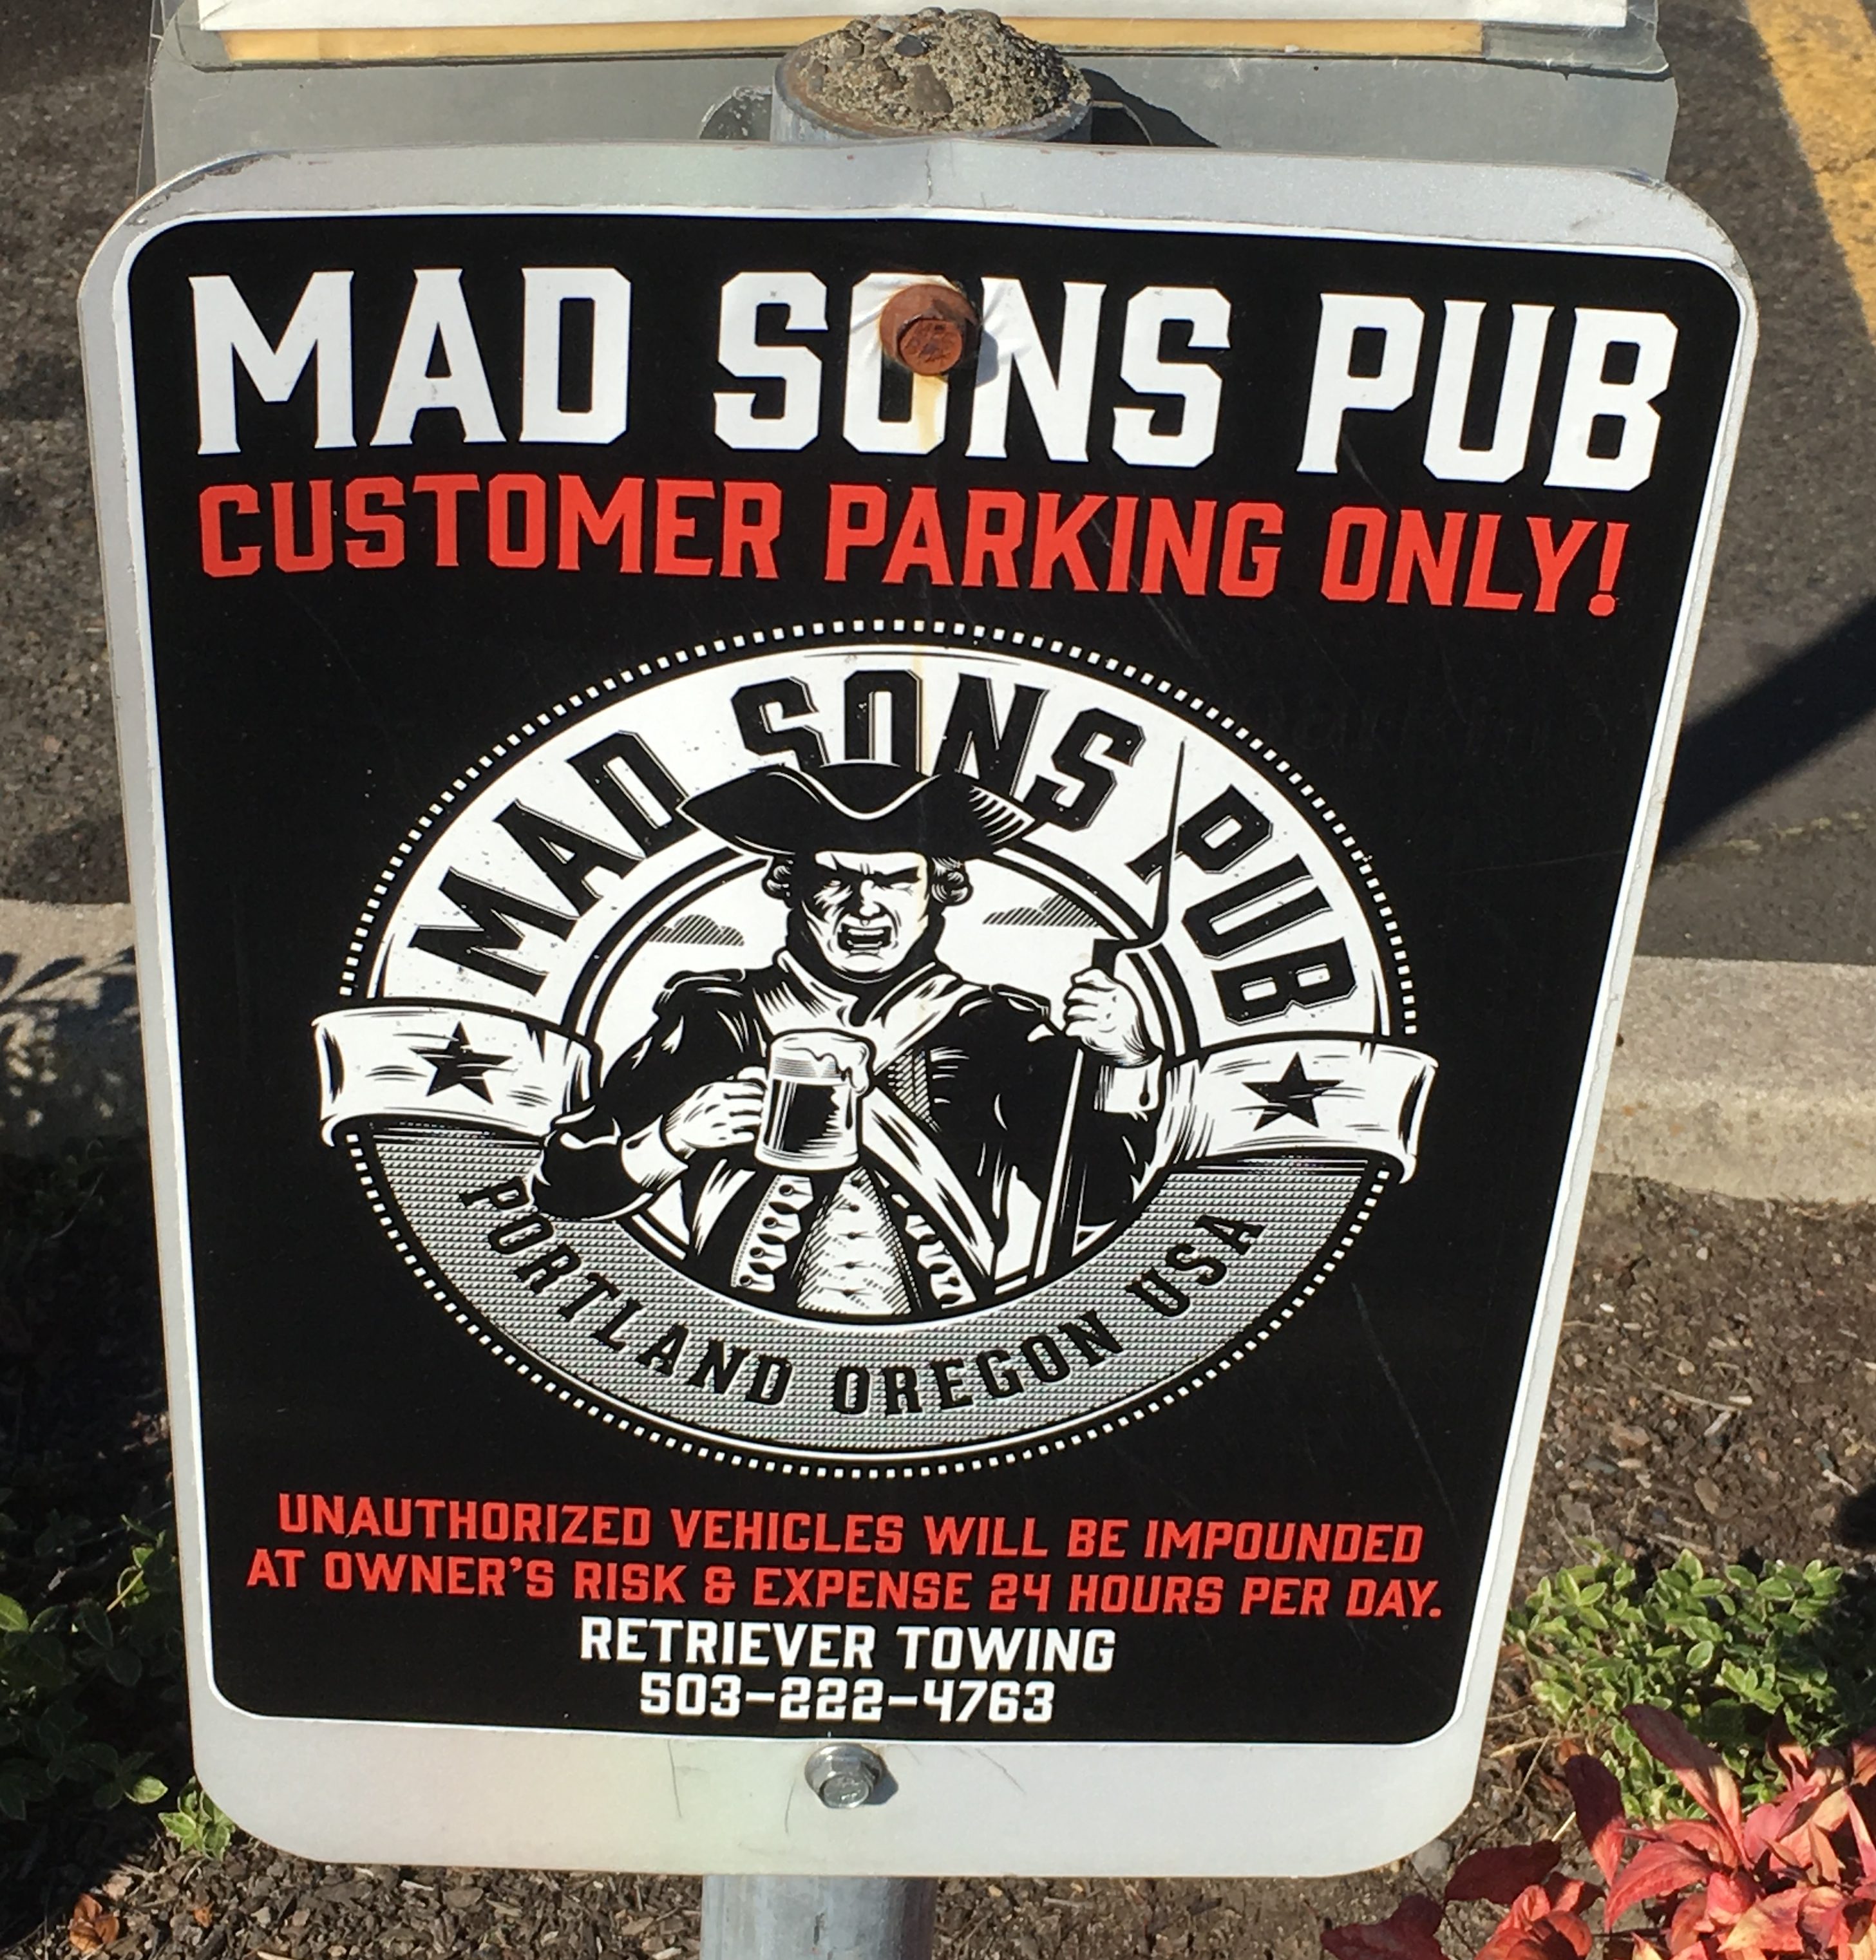 MAD SONS PUB
CUSTOMER PARKING ONLY!
MAD SONS PUB
PORTLAND OREGON USA
UNAUTHORIZED VEHICLES WILL BE IMPOUNDED
AT OWNER'S RISK & EXPENSE 24 HOURS PER DAY.
RETRIEVER TOWING
503-222-4763